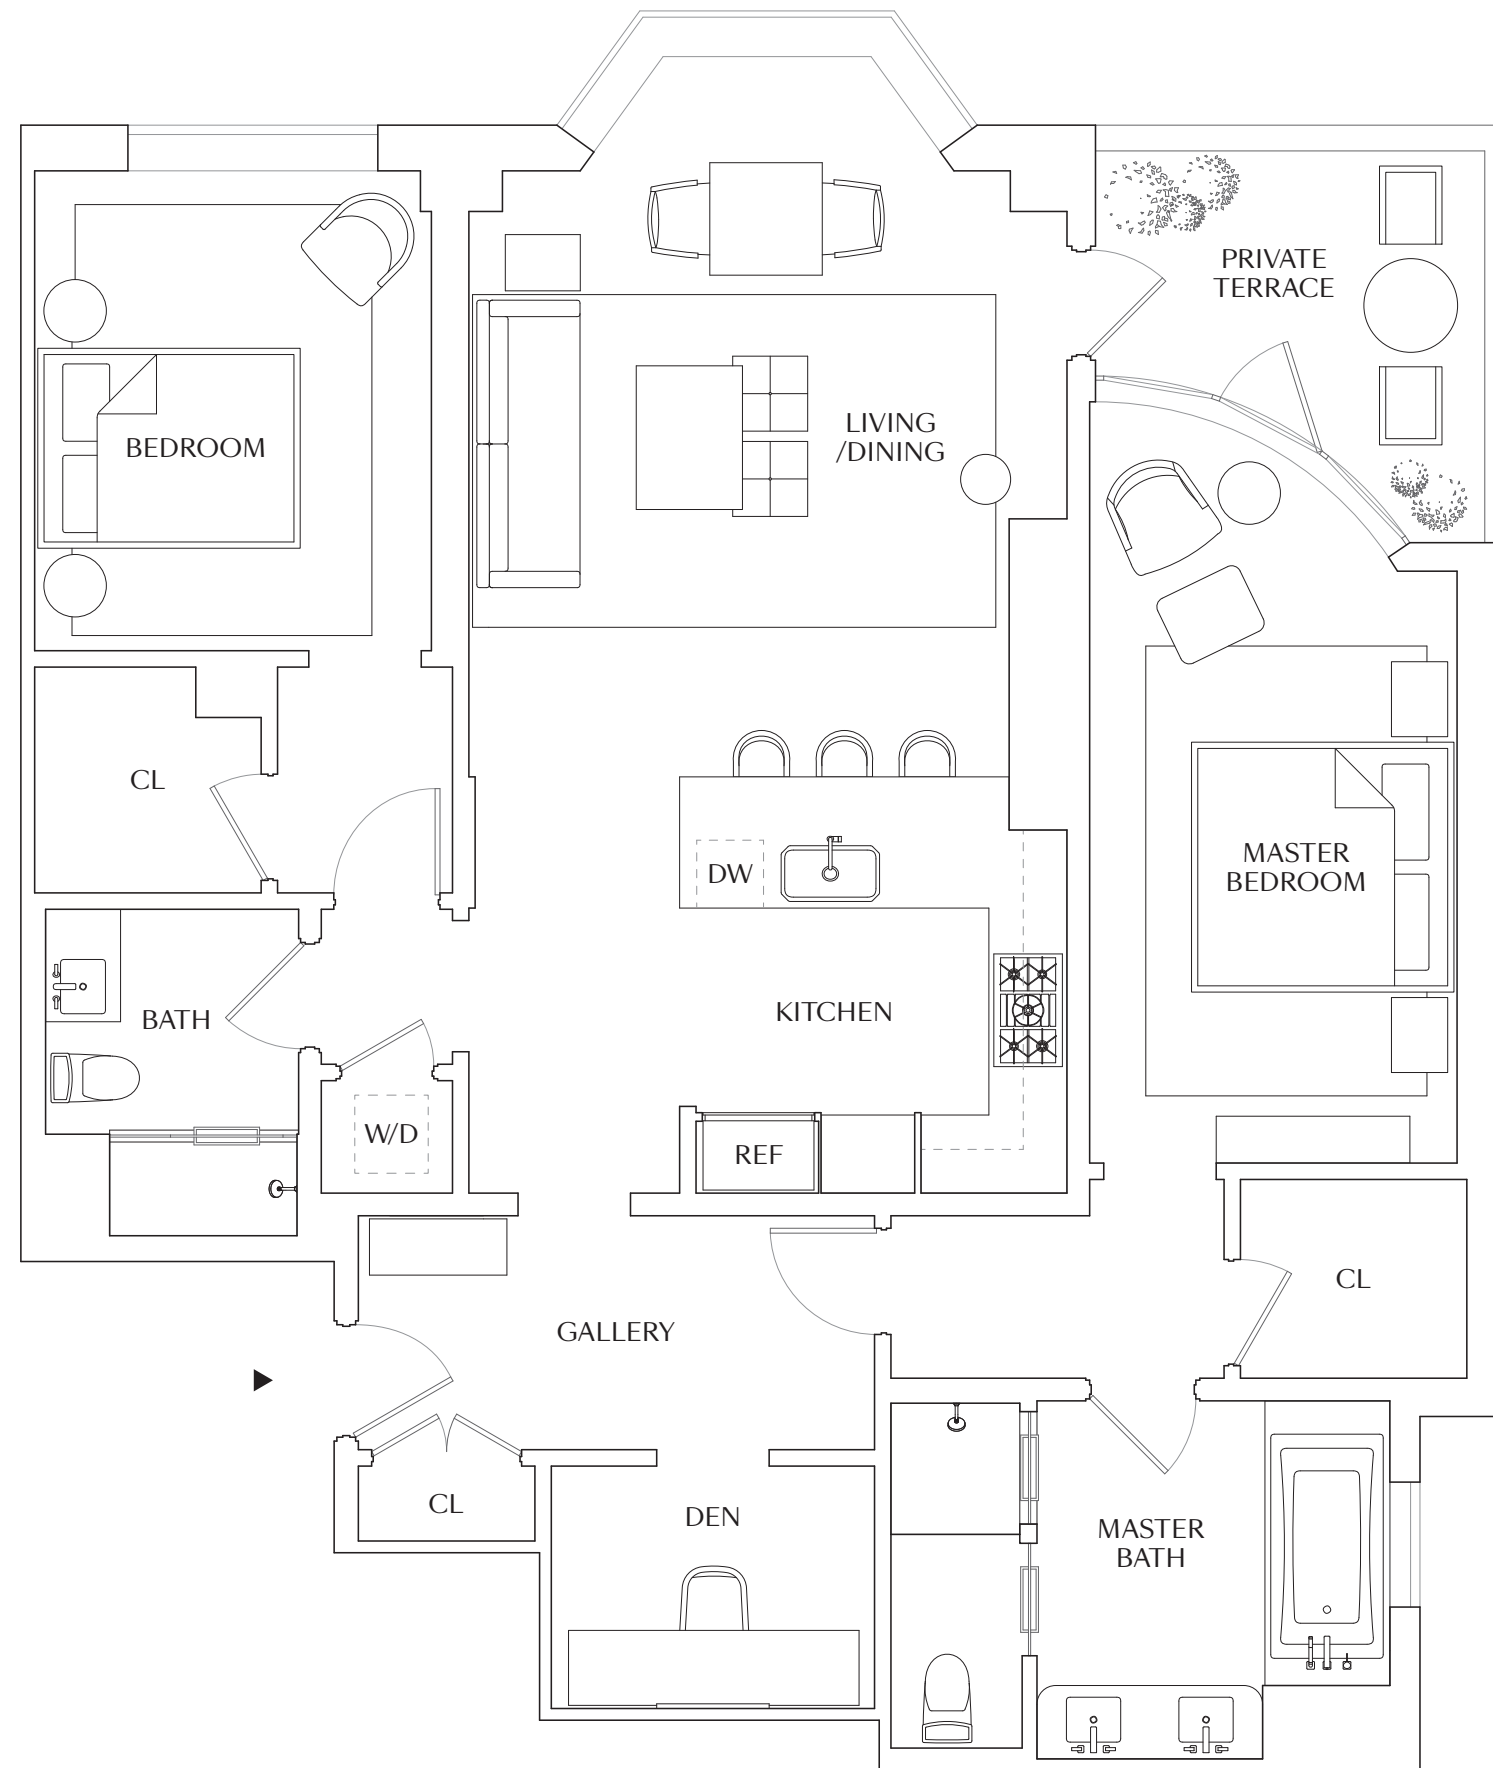 PRIVATE
TERRACE
LIVING
/DINING
BEDROOM
CL
MASTER
BEDROOM
DW
KITCHEN
BATH
W/D
REF
CL
GALLERY
CL
DEN
MASTER
BATH